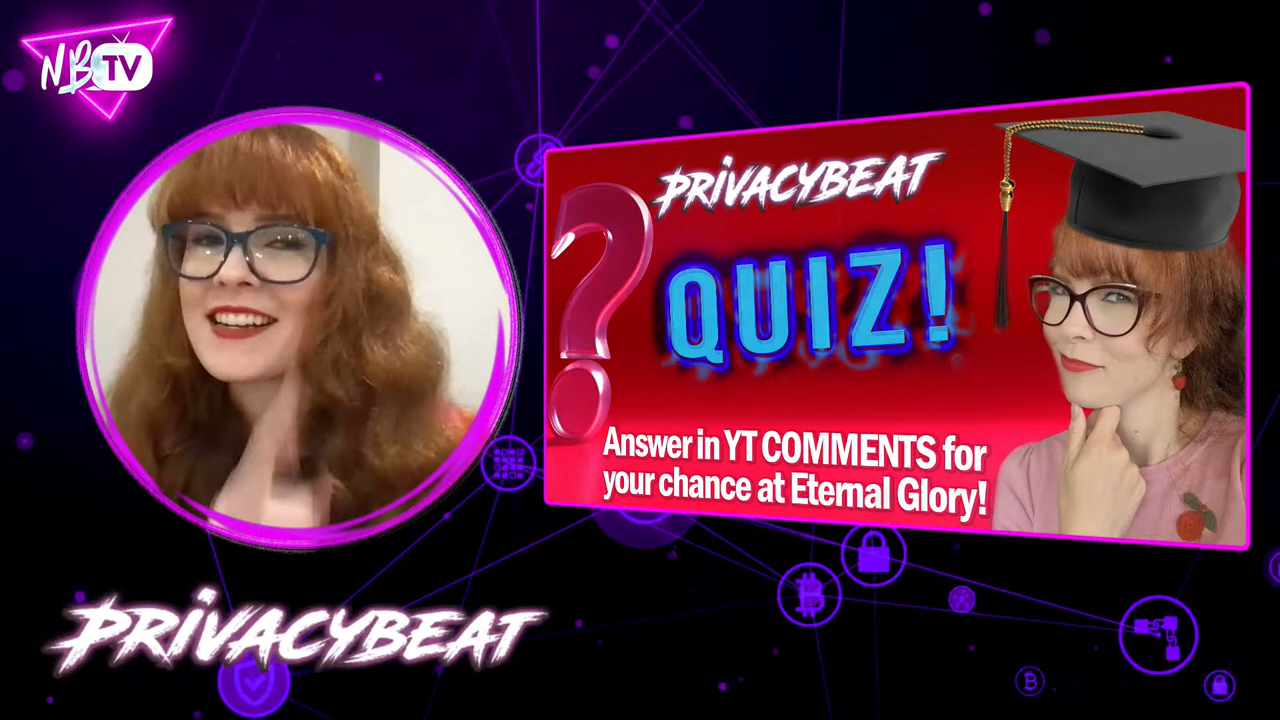 NBTV
PRIVACYBEAT
QUIZ!
Answer in YT COMMENTS for
your chance at Eternal Glory!
PRIVACYBEAT